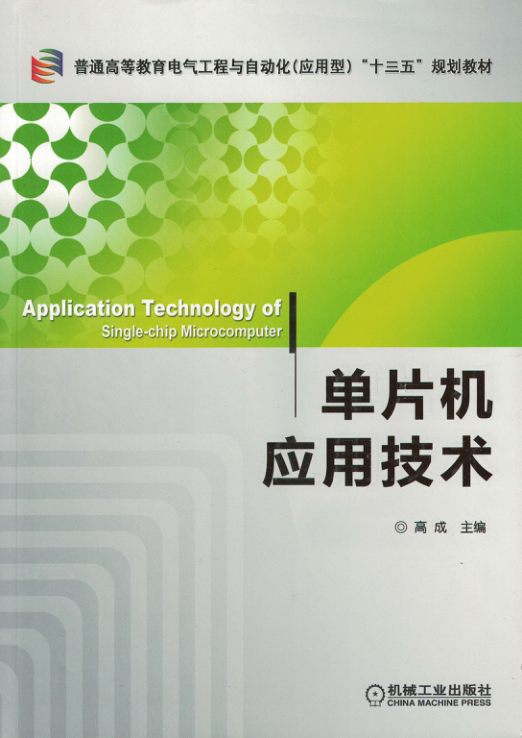 普通高等教育电气工程与自动化(应用型)“十三五”规划教材
Application Technology of
Single-chip Microcomputer
单片机
应用技术
◎ 高成 主编
机械工业出版社
CHINA MACHINE PRESS